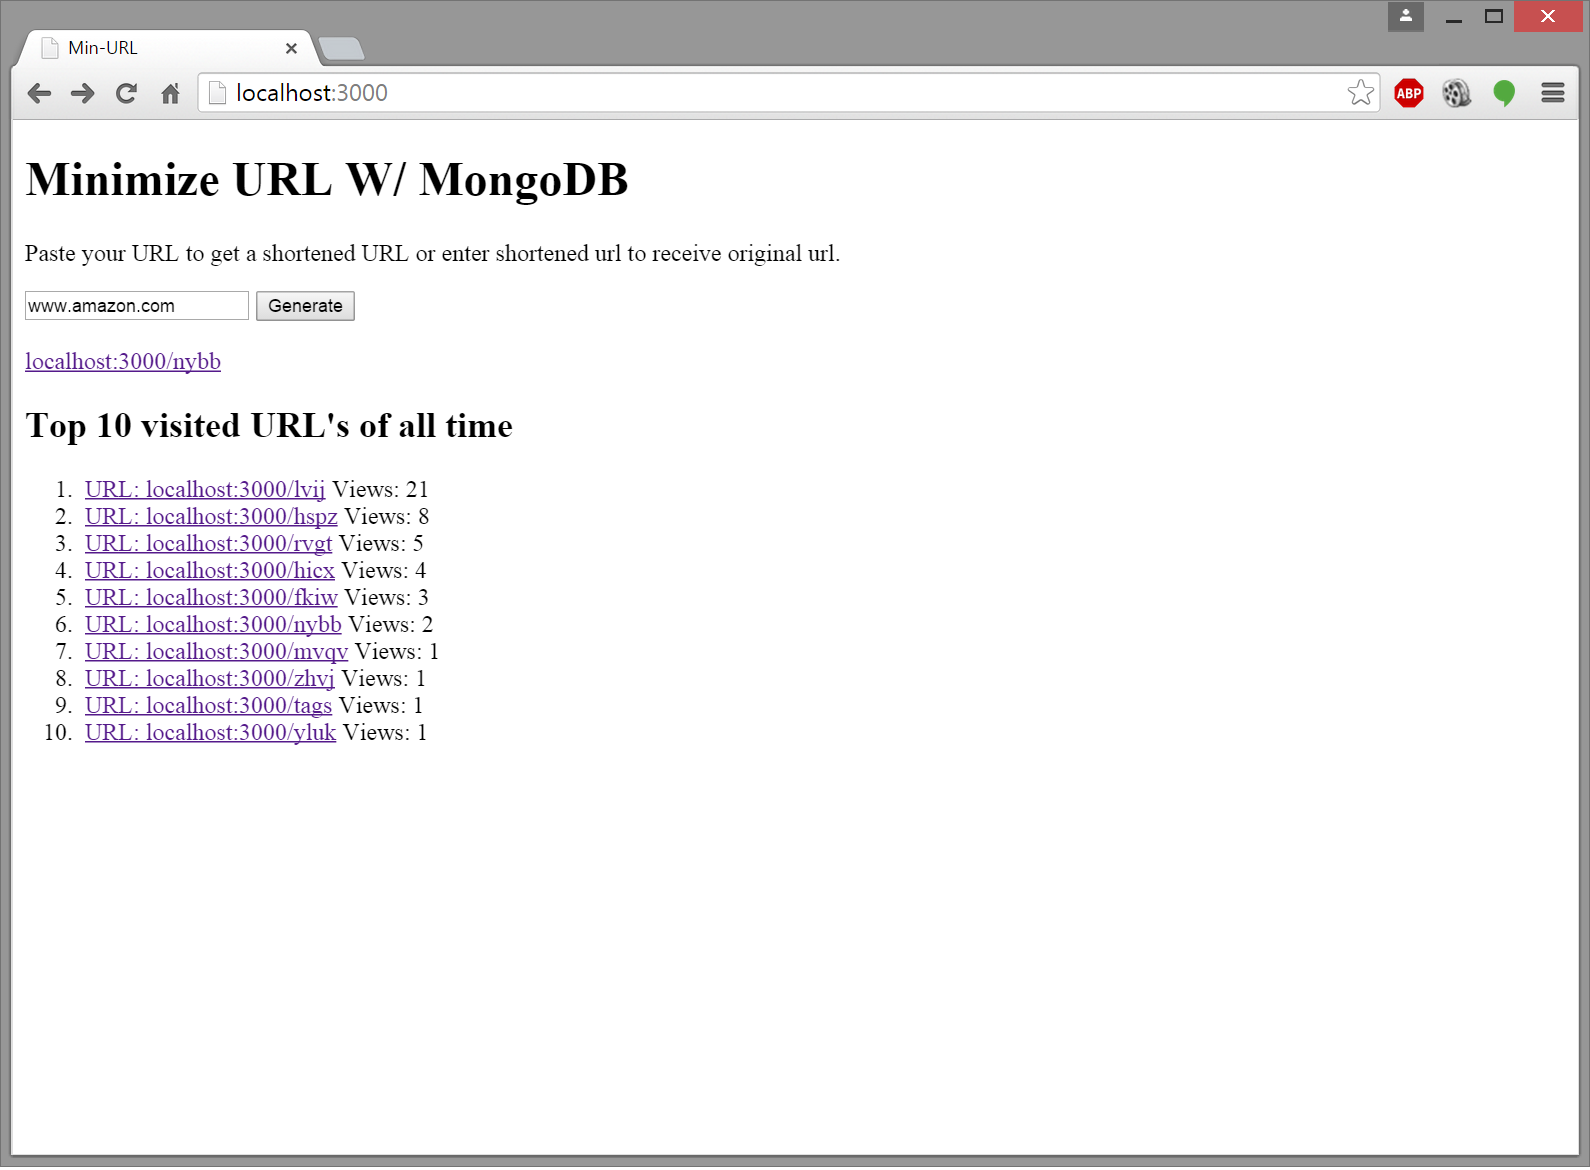 Min-URL
localhost:3000
ABP
Minimize URL W/ MongoDB
Paste your URL to get a shortened URL or enter shortened url to receive original url.
www.amazon.com Generate
localhost:3000/nybb
Top 10 visited URL's of all time
1. URL: localhost:3000/lvij Views: 21
2. URL: localhost:3000/hspz Views: 8
3. URL: localhost:3000/rvgt Views: 5
4. URL: localhost:3000/hicx Views: 4
5. URL: localhost:3000/fkiw Views: 3
6. URL: localhost:3000/nybb Views: 2
7. URL: localhost:3000/mvqv Views: 1
8. URL: localhost:3000/zhvj Views: 1
9. URL: localhost:3000/tags Views: 1
10. URL: localhost:3000/yluk Views: 1